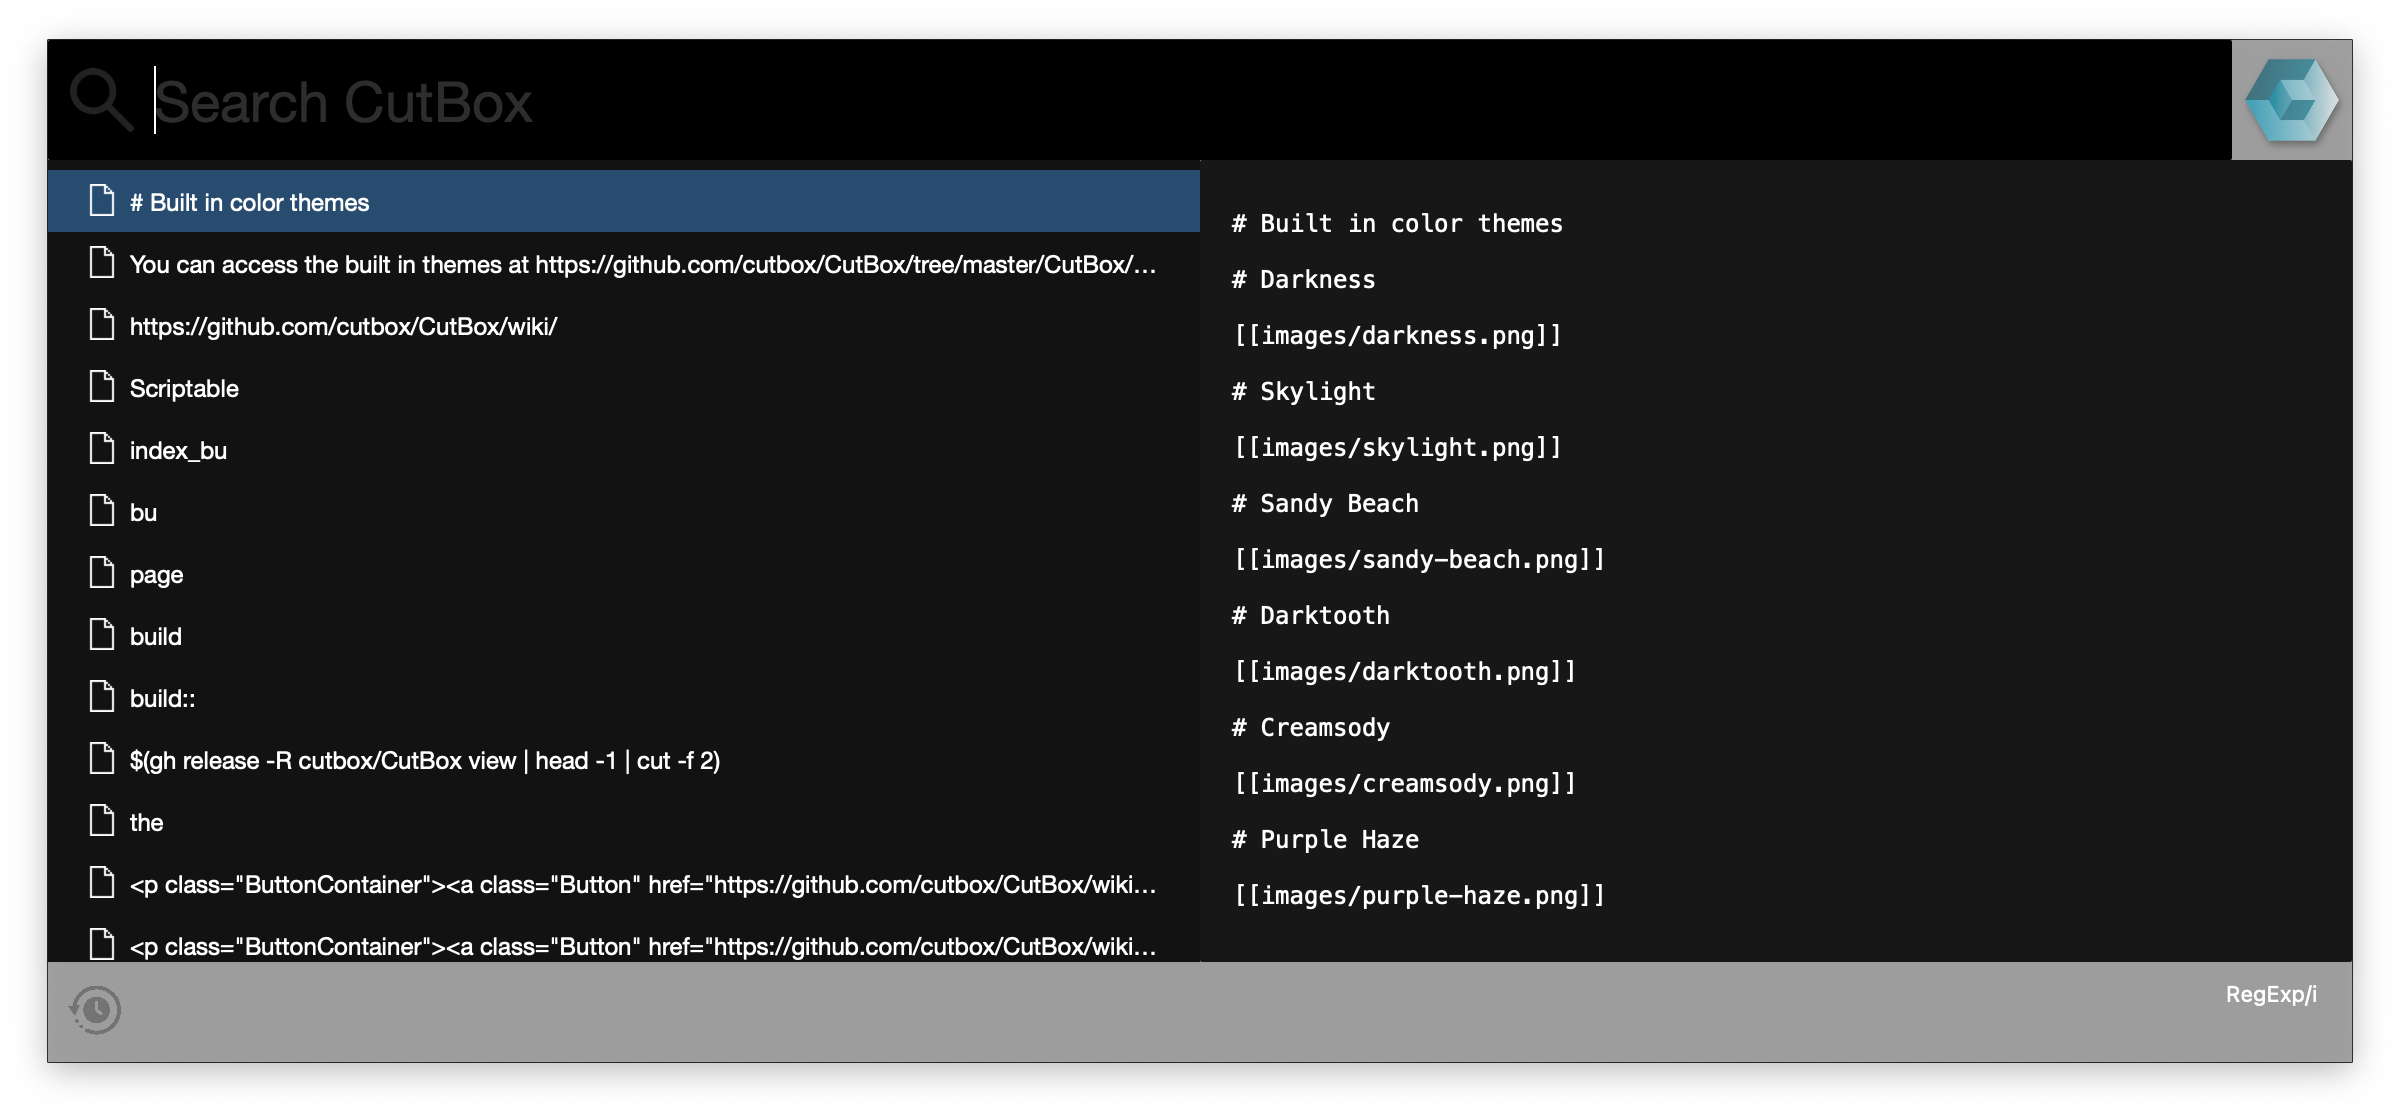 Search CutBox
# Built in color themes
You can access the built in themes at https://github.com/cutbox/CutBox/tree/master/CutBox/...
https://github.com/cutbox/CutBox/wiki/
Scriptable
index_bu
bu
page
build
build::
$(gh release -R cutbox/CutBox view | head -1 | cut -f 2)
the
<p class="ButtonContainer"><a class="Button" href="https://github.com/cutbox/CutBox/wiki...
<p class="ButtonContainer"><a class="Button" href="https://github.com/cutbox/CutBox/wiki...
# Built in color themes
# Darkness
[[images/darkness.png]]
# Skylight
[[images/skylight.png]]
# Sandy Beach
[[images/sandy-beach.png]]
# Darktooth
[[images/darktooth.png]]
# Creamsody
[[images/creamsody.png]]
# Purple Haze
[[images/purple-haze.png]]
RegExp/i